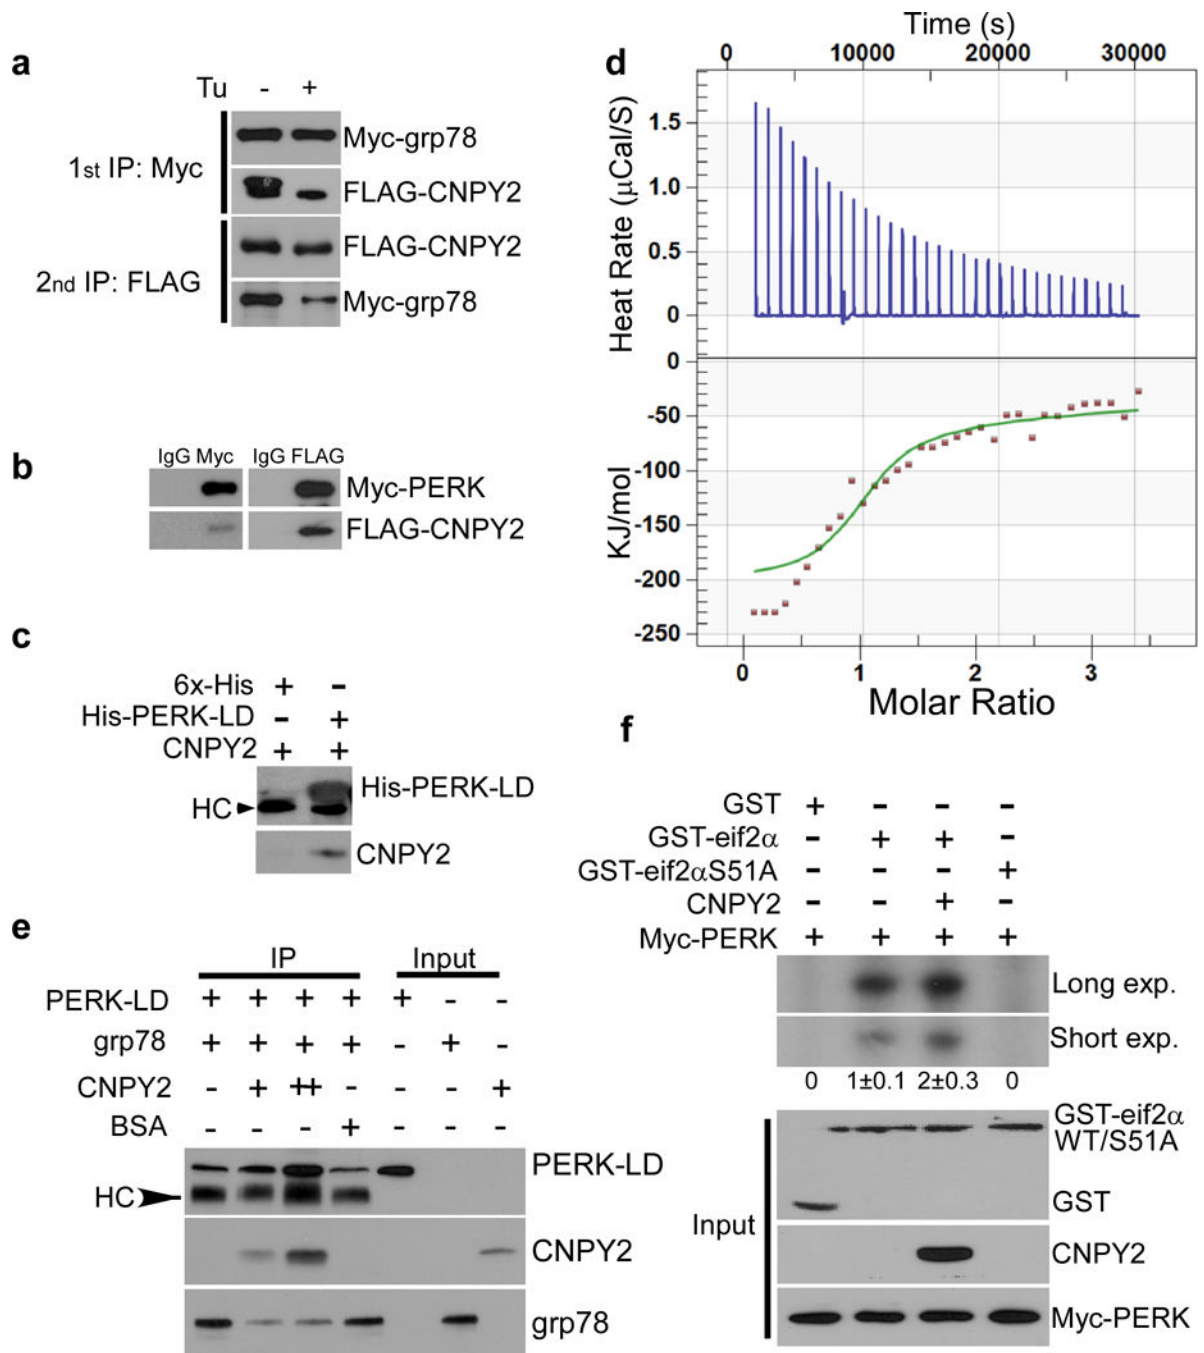 a
Tu - +
1st IP: Myc
Myc-grp78
FLAG-CNPY2
2nd IP: FLAG
FLAG-CNPY2
Myc-grp78
b
IgG Myc IgG FLAG
Myc-PERK
FLAG-CNPY2
c
6x-His + -
His-PERK-LD - +
CNPY2 + +
His-PERK-LD
HC
CNPY2
d
Time (s)
0 10000 20000 30000
Heat Rate (µCal/S)
1.5
1.0
0.5
0
KJ/mol
0
-50
-100
-150
-200
-250
0 1 2 3
Molar Ratio
e
IP Input
PERK-LD + + + + + - -
grp78 + + + + - + -
CNPY2 - + ++ - - - +
BSA - - - + - - -
PERK-LD
HC
CNPY2
grp78
f
GST + - - -
GST-eif2α - + + -
GST-eif2αS51A - - - +
CNPY2 - - + -
Myc-PERK + + + +
Long exp.
Short exp.
0 1±0.1 2±0.3 0
Input
GST-eif2α
WT/S51A
GST
CNPY2
Myc-PERK